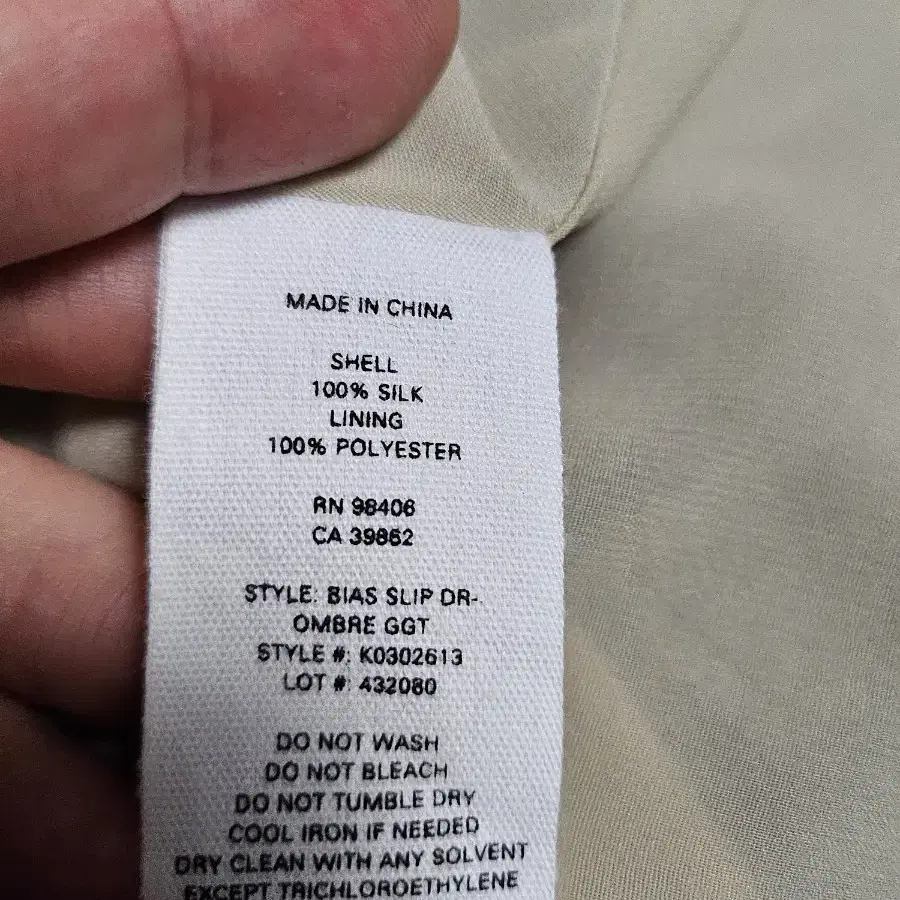 MADE IN CHINA
SHELL
100% SILK
LINING
100% POLYESTER
RN 98406
CA 39862
STYLE: BIAS SLIP DR-
OMBRE GGT
STYLE #: K0302613
LOT #: 432080
DO NOT WASH
DO NOT BLEACH
DO NOT TUMBLE DRY
COOL IRON IF NEEDED
DRY CLEAN WITH ANY SOLVENT
EXCEPT TRICHLOROETHYLENE